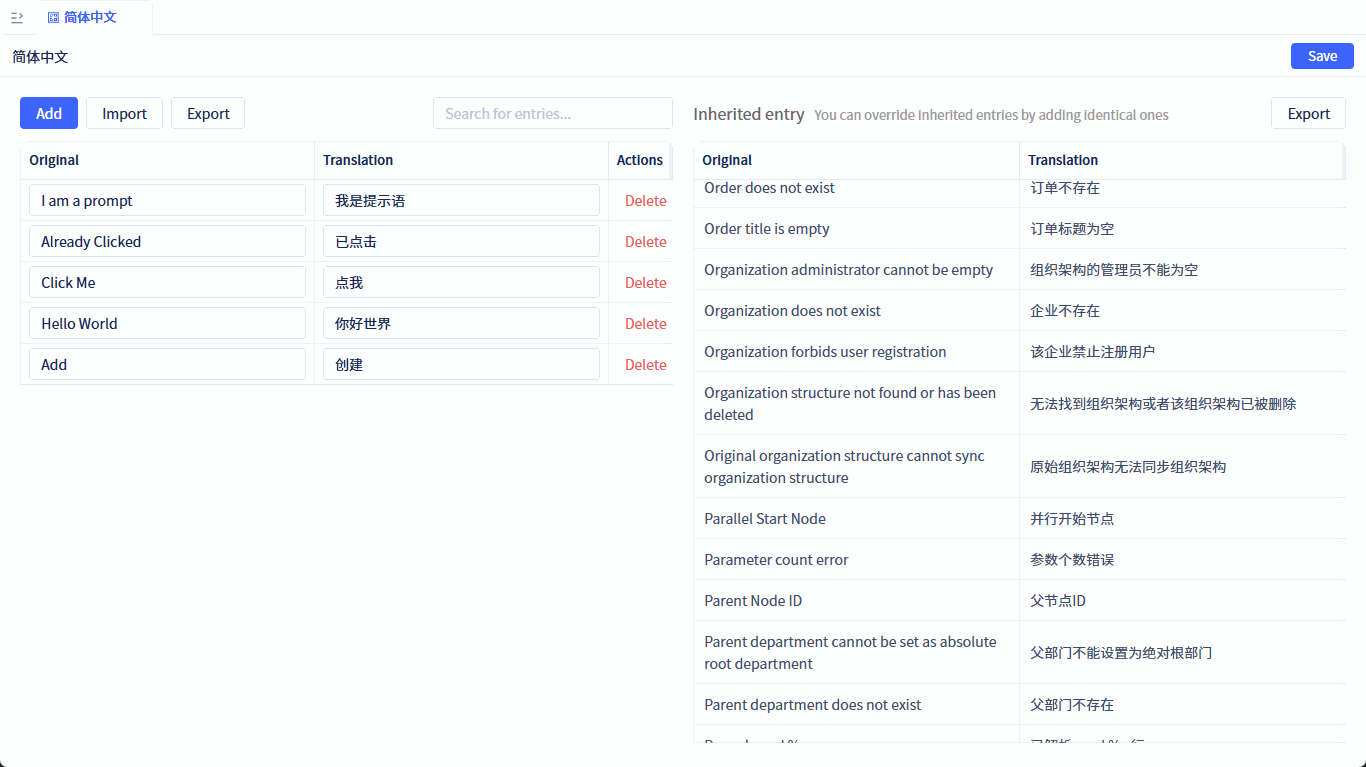 简体中文
简体中文
Save
Add Import Export
Search for entries...
Original Translation Actions
I am a prompt 我是提示语 Delete
Already Clicked 已点击 Delete
Click Me 点我 Delete
Hello World 你好世界 Delete
Add 创建 Delete
Inherited entry You can override inherited entries by adding identical ones
Export
Original Translation
Order does not exist 订单不存在
Order title is empty 订单标题为空
Organization administrator cannot be empty 组织架构的管理员不能为空
Organization does not exist 企业不存在
Organization forbids user registration 该企业禁止注册用户
Organization structure not found or has been
deleted
无法找到组织架构或者该组织架构已被删除
Original organization structure cannot sync
organization structure
原始组织架构无法同步组织架构
Parallel Start Node 并行开始节点
Parameter count error 参数个数错误
Parent Node ID 父节点ID
Parent department cannot be set as absolute
root department
父部门不能设置为绝对根部门
Parent department does not exist 父部门不存在